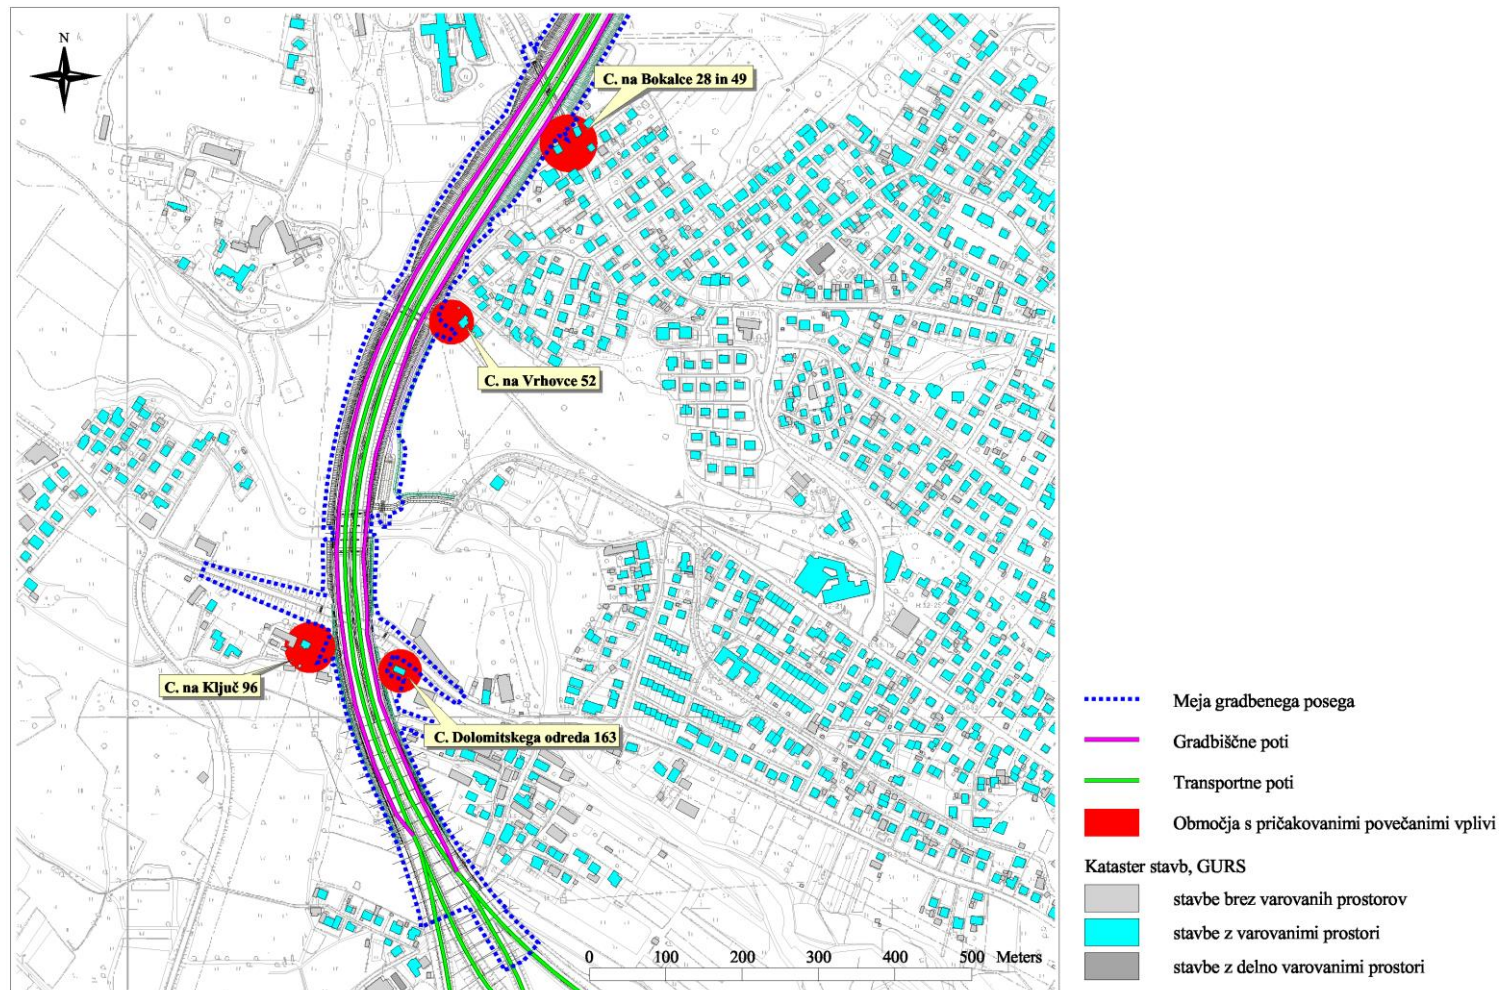 N
C. na Bokalce 28 in 49
C. na Vrhovce 52
C. na Ključ 96
C. Dolomitskega odreda 163
0 100 200 300 400 500 Meters
Meja gradbenega posega
Gradbiščne poti
Transportne poti
Območja s pričakovanimi povečanimi vplivi
Kataster stavb, GURS
stavbe brez varovanih prostorov
stavbe z varovanimi prostori
stavbe z delno varovanimi prostori